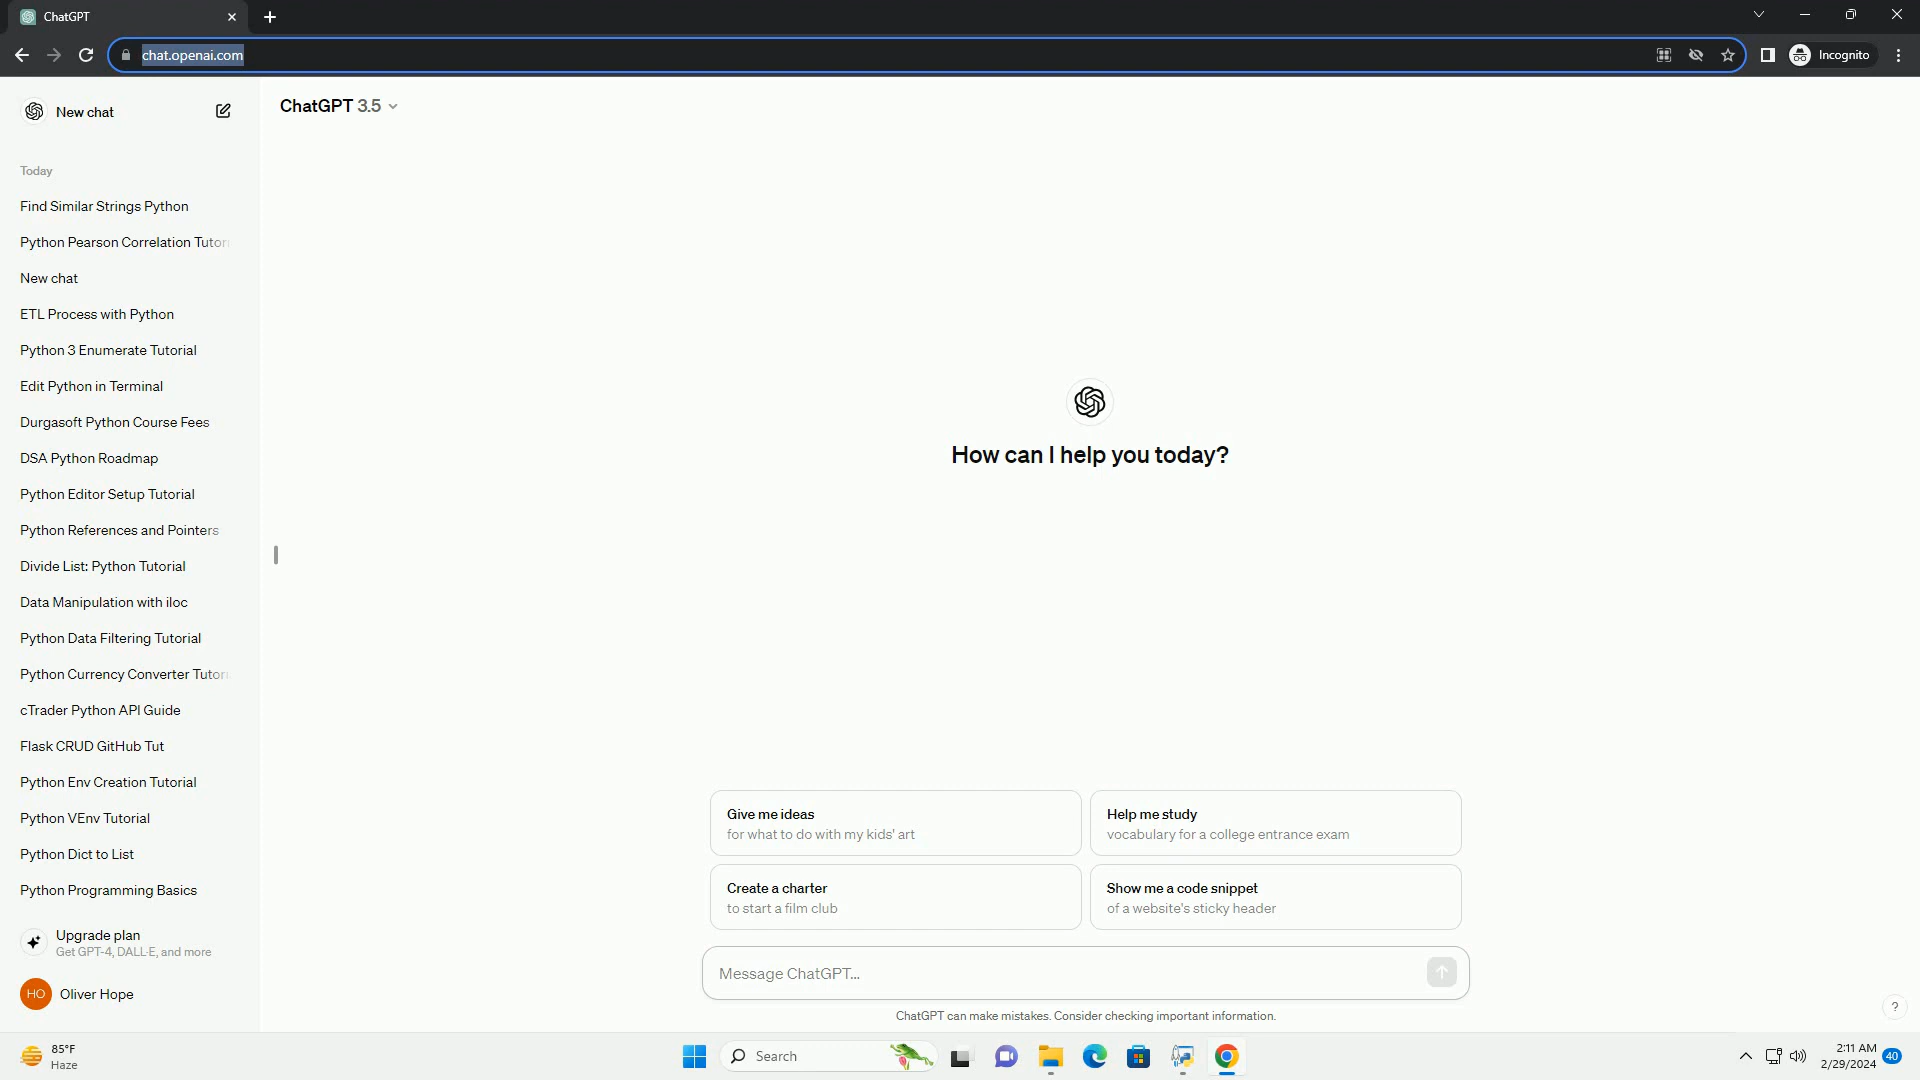 ChatGPT
chat.openai.com
Incognito
New chat
ChatGPT 3.5
Today
Find Similar Strings Python
Python Pearson Correlation Tutor
New chat
ETL Process with Python
Python 3 Enumerate Tutorial
Edit Python in Terminal
Durgasoft Python Course Fees
DSA Python Roadmap
Python Editor Setup Tutorial
Python References and Pointers
Divide List: Python Tutorial
Data Manipulation with iloc
Python Data Filtering Tutorial
Python Currency Converter Tutori
cTrader Python API Guide
Flask CRUD GitHub Tut
Python Env Creation Tutorial
Python VEnv Tutorial
Python Dict to List
Python Programming Basics
Upgrade plan
Get GPT-4, DALL·E, and more
HO Oliver Hope
How can I help you today?
Give me ideas
for what to do with my kids' art
Help me study
vocabulary for a college entrance exam
Create a charter
to start a film club
Show me a code snippet
of a website's sticky header
Message ChatGPT...
ChatGPT can make mistakes. Consider checking important information.
?
85°F
Haze
Search
2:11 AM
2/29/2024
40